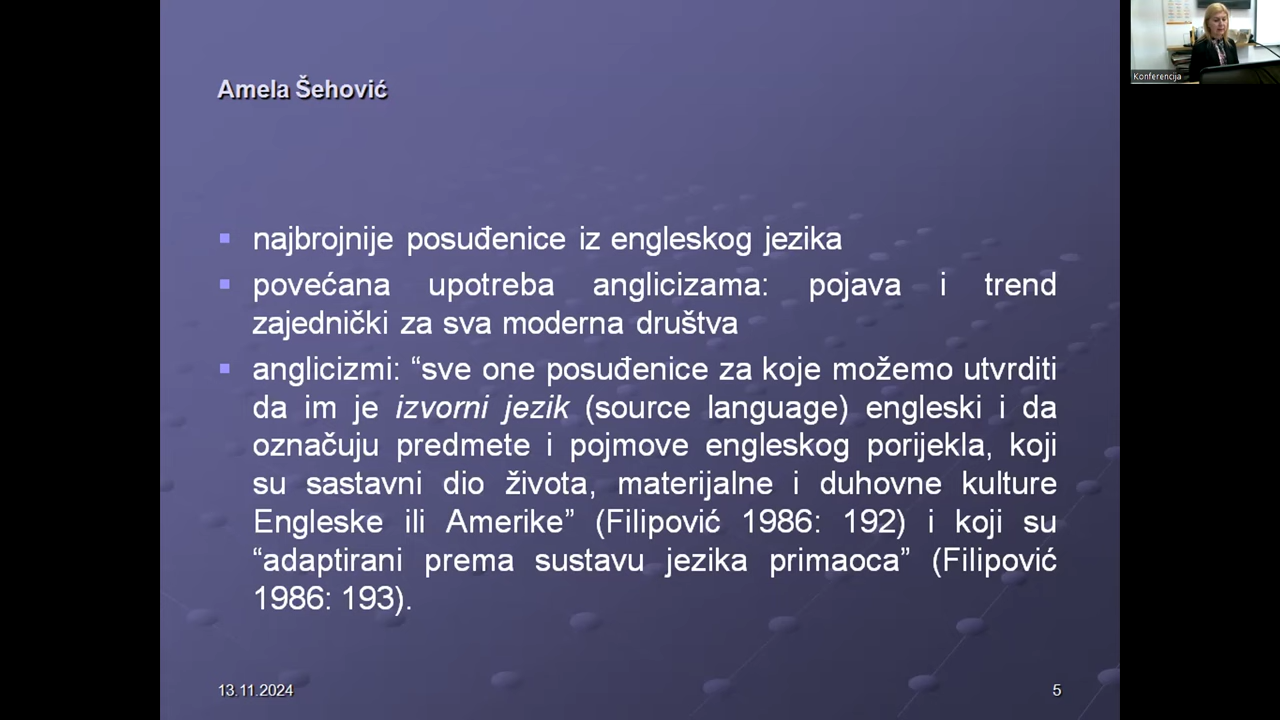 Amela Šehović
najbrojnije posuđenice iz engleskog jezika
povećana upotreba anglicizama: pojava i trend
zajednički za sva moderna društva
anglicizmi: “sve one posuđenice za koje možemo utvrditi
da im je izvorni jezik (source language) engleski i da
označuju predmete i pojmove engleskog porijekla, koji
su sastavni dio života, materijalne i duhovne kulture
Engleske ili Amerike” (Filipović 1986: 192) i koji su
“adaptirani prema sustavu jezika primaoca” (Filipović
1986: 193).
13.11.2024
5
Konferencija